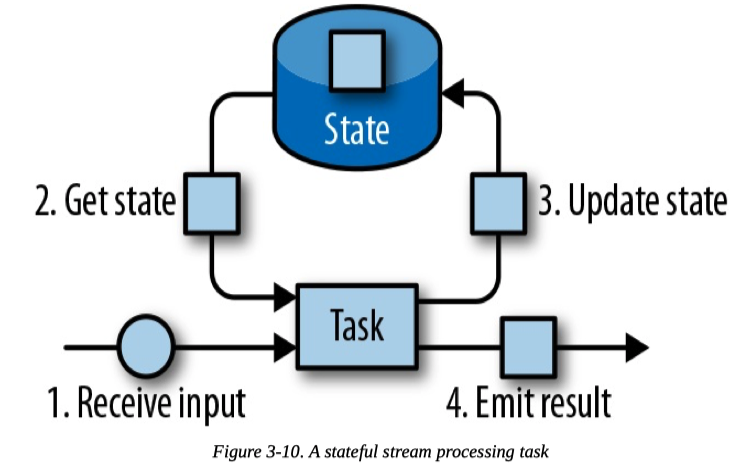 State
2. Get state
3. Update state
Task
1. Receive input
4. Emit result
Figure 3-10. A stateful stream processing task